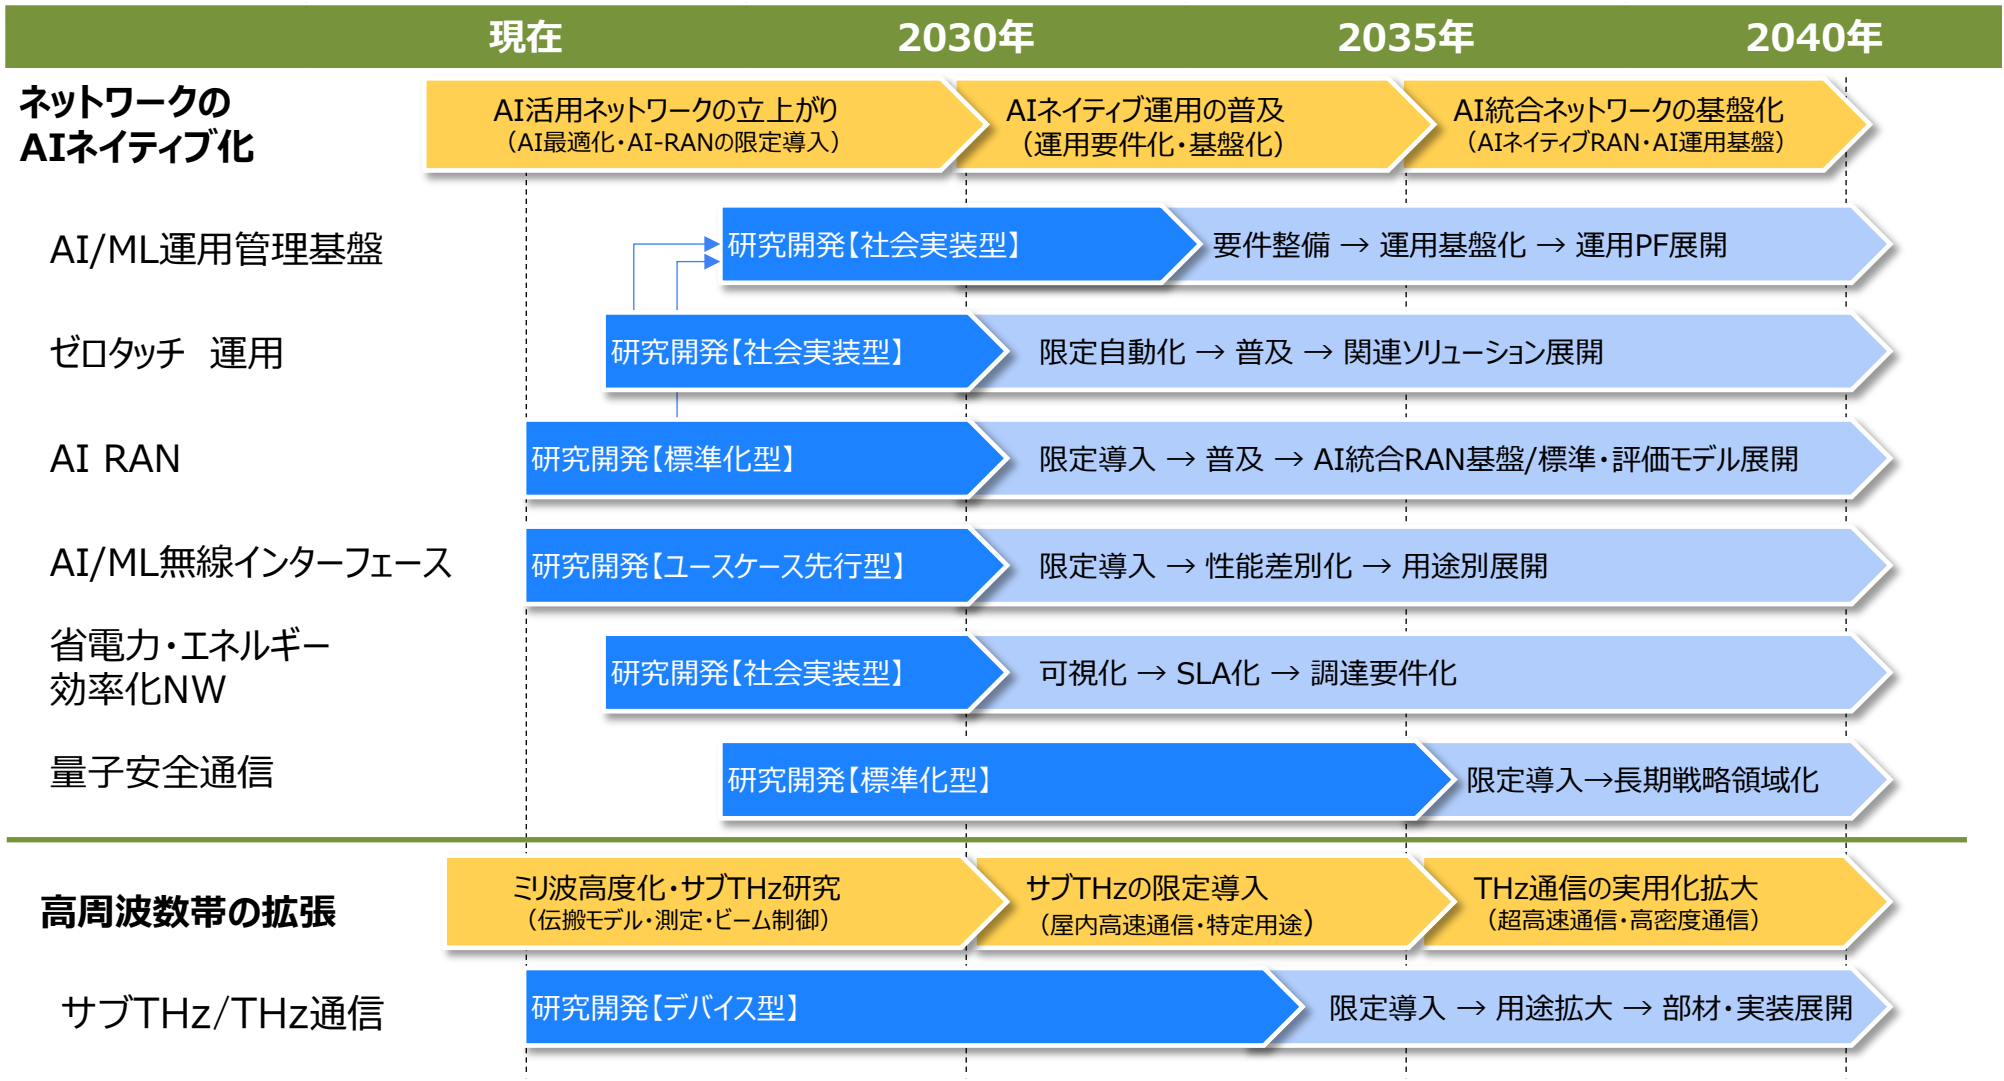 現在 2030年 2035年 2040年
ネットワークの
AIネイティブ化
AI活用ネットワークの立上がり
（AI最適化・AI-RANの限定導入）
AIネイティブ運用の普及
（運用要件化・基盤化）
AI統合ネットワークの基盤化
（AIネイティブRAN・AI運用基盤）
AI/ML運用管理基盤
研究開発【社会実装型】
要件整備 → 運用基盤化 → 運用PF展開
ゼロタッチ 運用
研究開発【社会実装型】
限定自動化 → 普及 → 関連ソリューション展開
AI RAN
研究開発【標準化型】
限定導入 → 普及 → AI統合RAN基盤/標準・評価モデル展開
AI/ML無線インターフェース
研究開発【ユースケース先行型】
限定導入 → 性能差別化 → 用途別展開
省電力・エネルギー
効率化NW
研究開発【社会実装型】
可視化 → SLA化 → 調達要件化
量子安全通信
研究開発【標準化型】
限定導入→長期戦略領域化
高周波数帯の拡張
ミリ波高度化・サブTHz研究
（伝搬モデル・測定・ビーム制御）
サブTHzの限定導入
（屋内高速通信・特定用途)
THz通信の実用化拡大
（超高速通信・高密度通信）
サブTHz/THz通信
研究開発【デバイス型】
限定導入 → 用途拡大 → 部材・実装展開